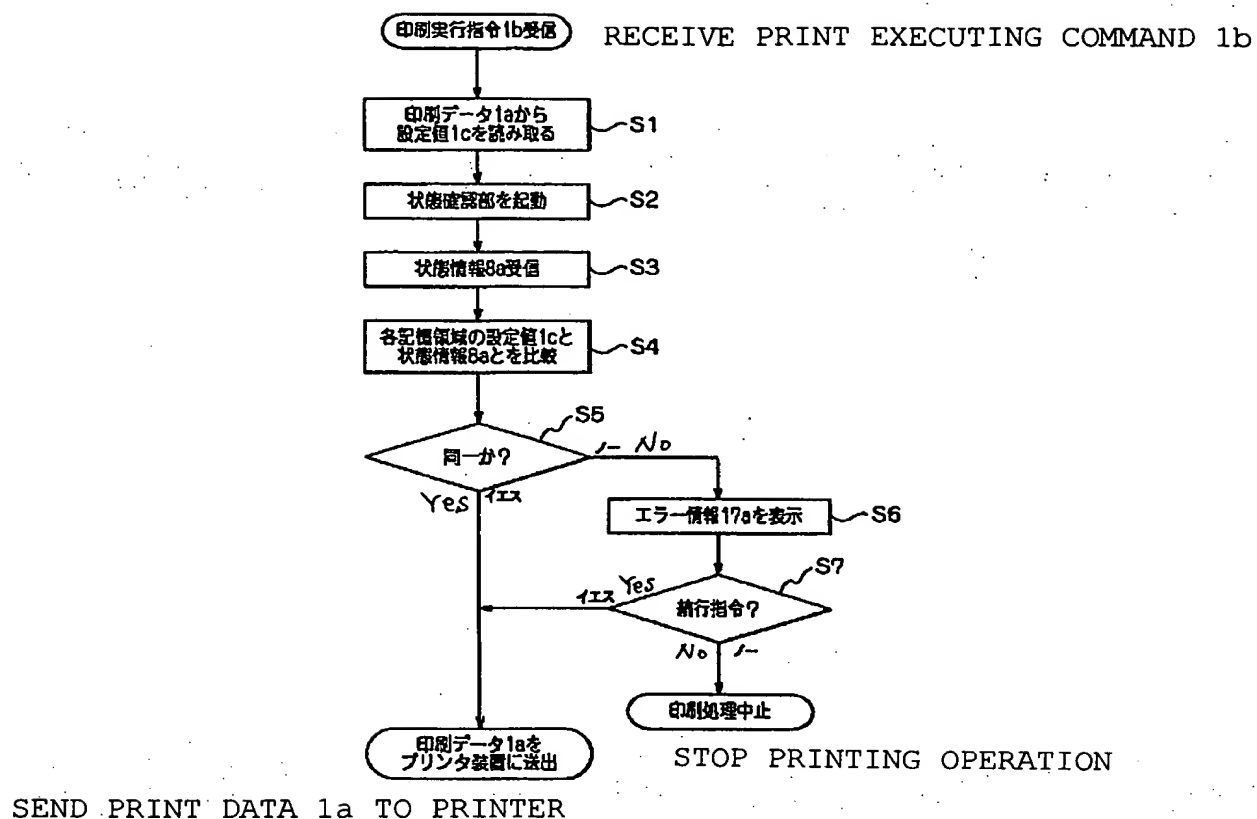 印刷実行指令1b受信
RECEIVE PRINT EXECUTING COMMAND 1b
印刷データ1aから
設定値1cを読み取る
S1
状態確認部を起動
S2
状態情報8a受信
S3
各記憶領域の設定値1cと
状態情報8aとを比較
S4
S5
同一か？
ノー No
Yes イエス
エラー情報17aを表示
S6
S7
イエス Yes
続行指令？
No ノー
印刷処理中止
STOP PRINTING OPERATION
印刷データ1aを
プリンタ装置に送出
SEND PRINT DATA 1a TO PRINTER